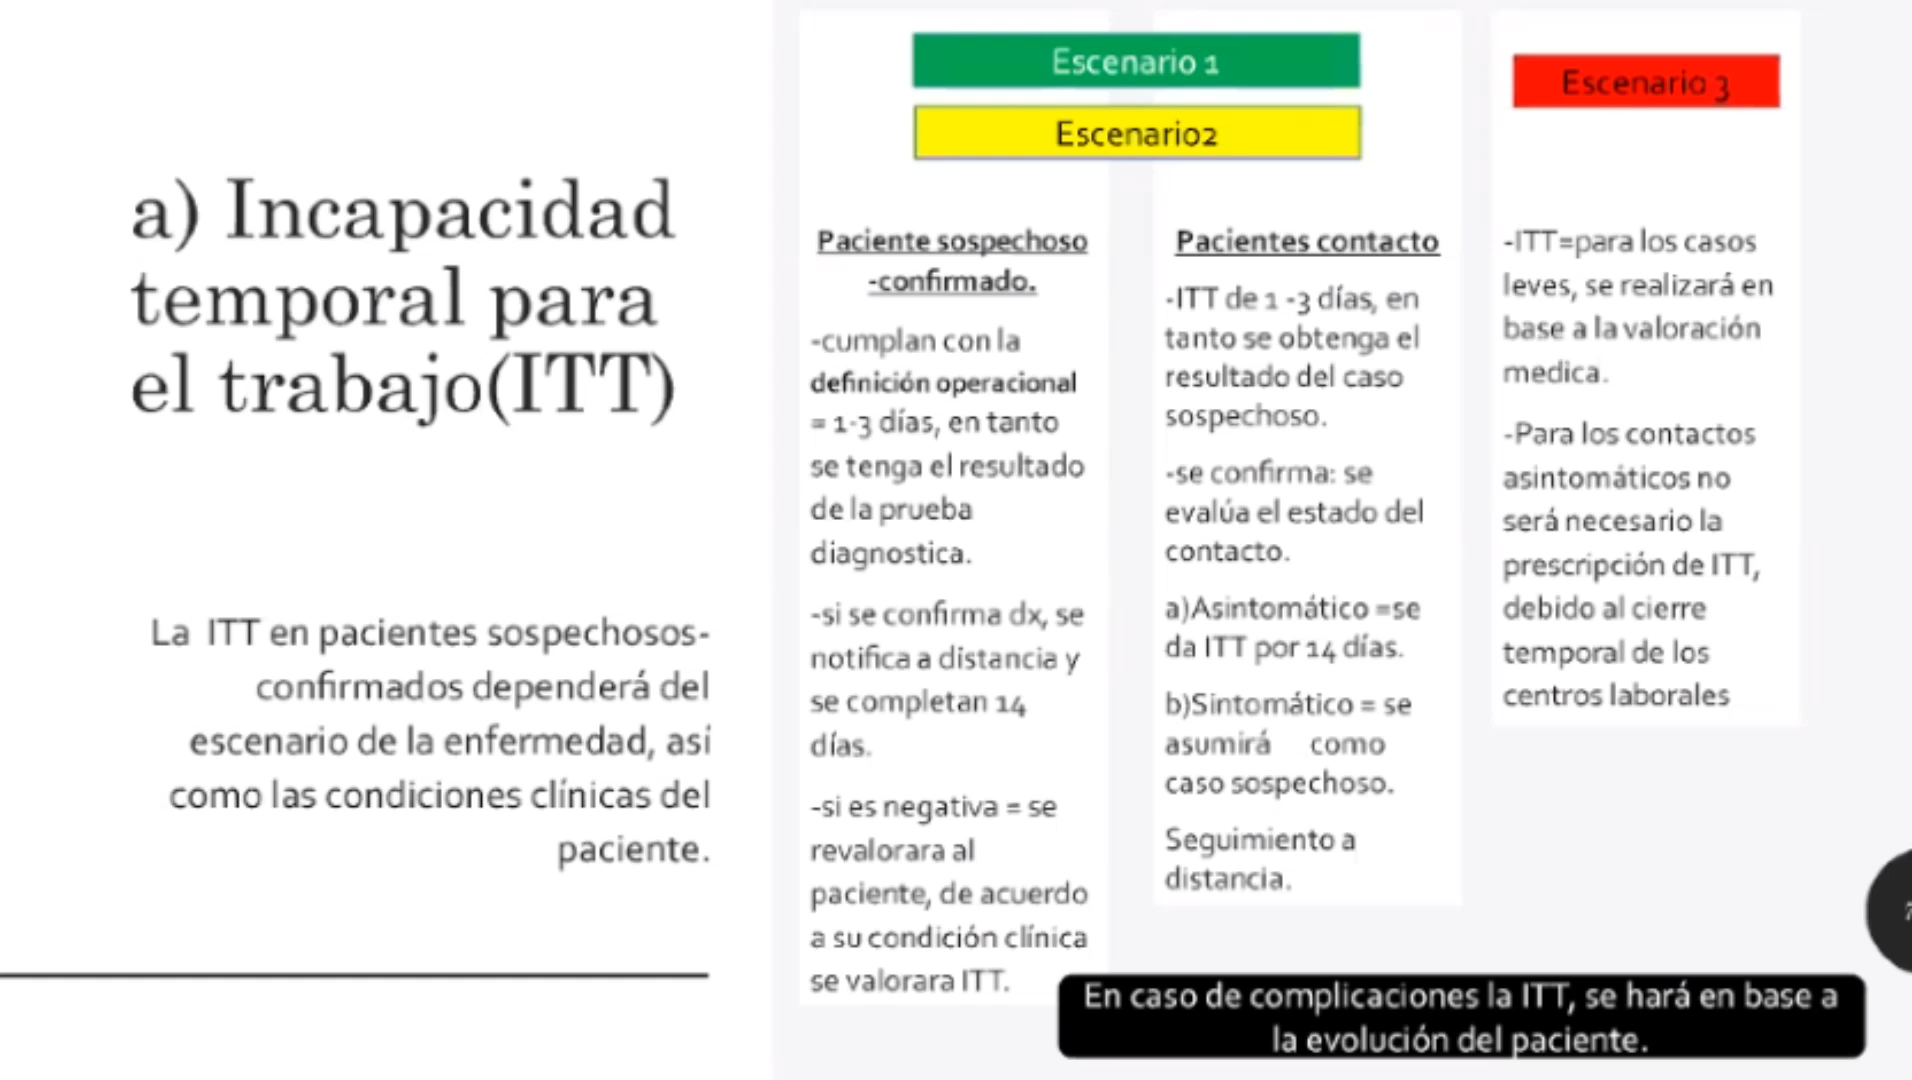 a) Incapacidad
temporal para
el trabajo(ITT)
La ITT en pacientes sospechosos-
confirmados dependerá del
escenario de la enfermedad, así
como las condiciones clínicas del
paciente.
Escenario 1
Escenario2
Paciente sospechoso
-confirmado.
-cumplan con la
definición operacional
= 1-3 días, en tanto
se tenga el resultado
de la prueba
diagnostica.
-si se confirma dx, se
notifica a distancia y
se completan 14
días.
-si es negativa = se
revalorara al
paciente, de acuerdo
a su condición clínica
se valorara ITT.
Pacientes contacto
-ITT de 1 -3 días, en
tanto se obtenga el
resultado del caso
sospechoso.
-se confirma: se
evalúa el estado del
contacto.
a)Asintomático =se
da ITT por 14 días.
b)Sintomático = se
asumirá como
caso sospechoso.
Seguimiento a
distancia.
Escenario 3
-ITT=para los casos
leves, se realizará en
base a la valoración
medica.
-Para los contactos
asintomáticos no
será necesario la
prescripción de ITT,
debido al cierre
temporal de los
centros laborales
En caso de complicaciones la ITT, se hará en base a
la evolución del paciente.